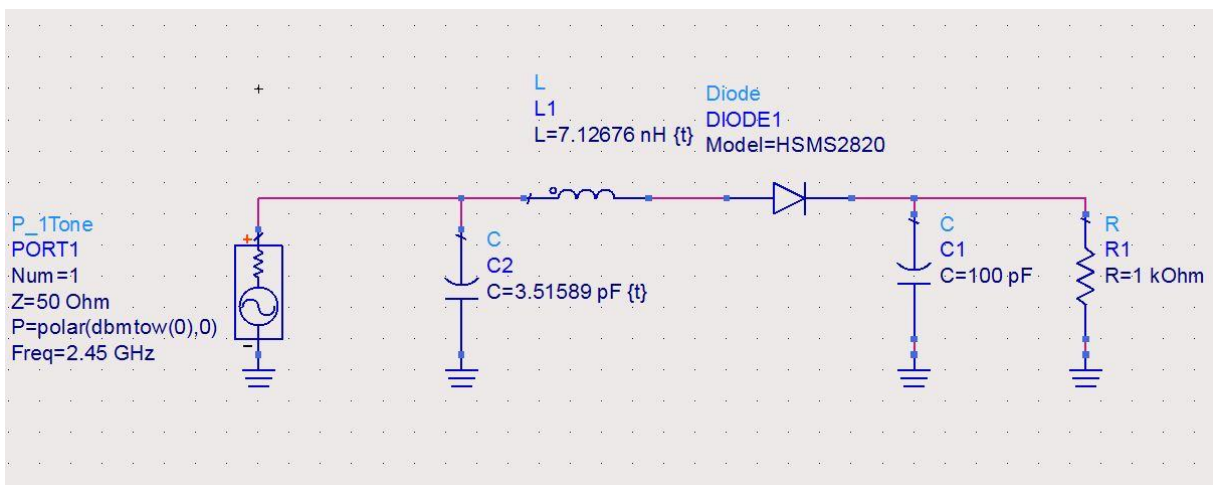 L
L1
L=7.12676 nH {t}
Diode
DIODE1
Model=HSMS2820
P_1Tone
PORT1
Num=1
Z=50 Ohm
P=polar(dbmtow(0),0)
Freq=2.45 GHz
C
C2
C=3.51589 pF {t}
C
C1
C=100 pF
R
R1
R=1 kOhm